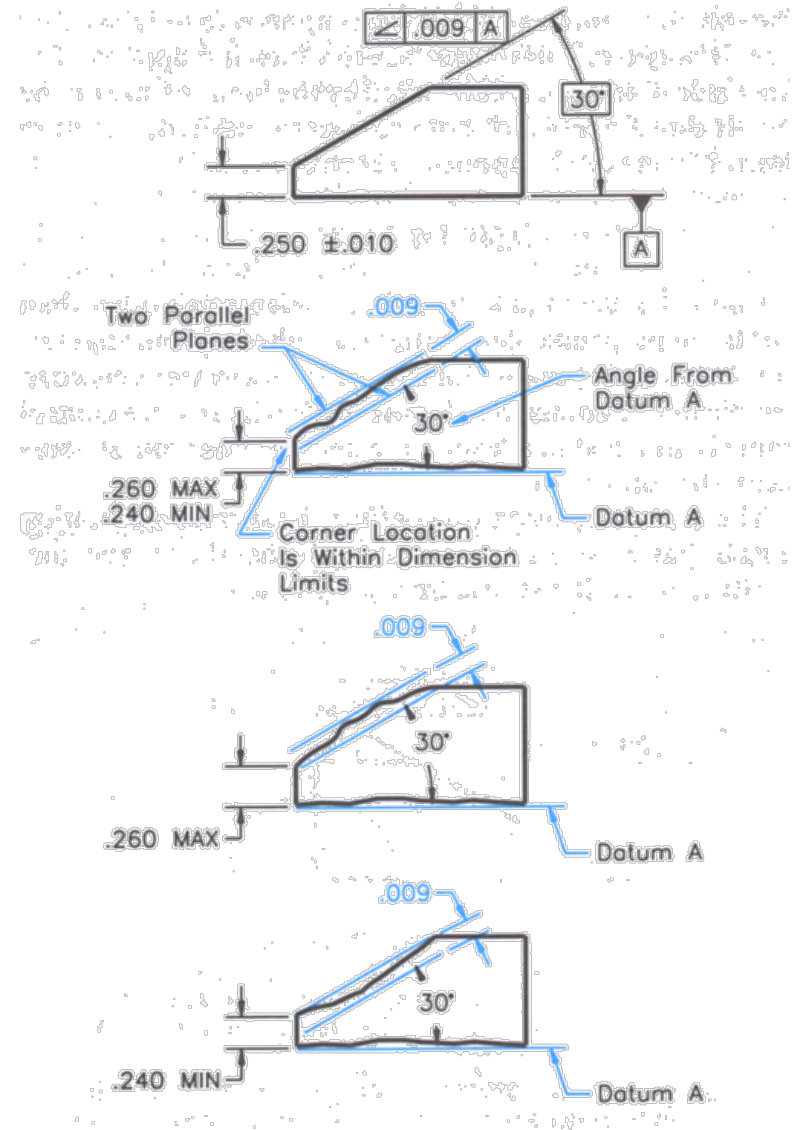 ∠ .009 A
30°
.250 ±.010
A
.009
Two Parallel
Planes
Angle From
Datum A
30°
.260 MAX
.240 MIN
Datum A
Corner Location
Is Within Dimension
Limits
.009
30°
.260 MAX
Datum A
.009
30°
.240 MIN
Datum A